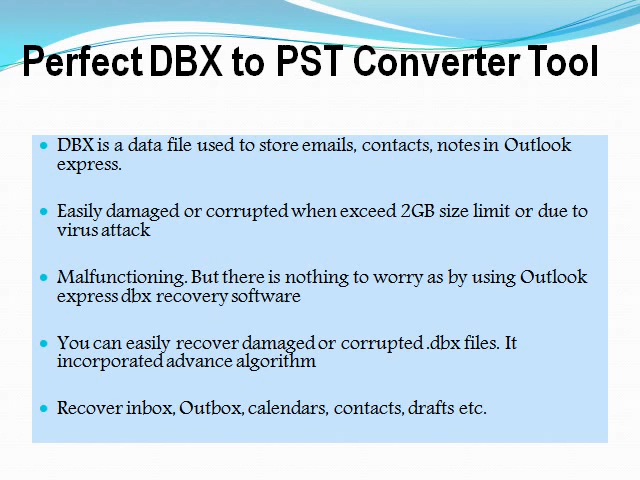 Perfect DBX to PST Converter Tool
DBX is a data file used to store emails, contacts, notes in Outlook
express.
Easily damaged or corrupted when exceed 2GB size limit or due to
virus attack
Malfunctioning. But there is nothing to worry as by using Outlook
express dbx recovery software
You can easily recover damaged or corrupted .dbx files. It
incorporated advance algorithm
Recover inbox, Outbox, calendars, contacts, drafts etc.